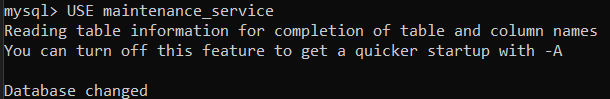 mysql> USE maintenance_service
Reading table information for completion of table and column names
You can turn off this feature to get a quicker startup with -A
Database changed